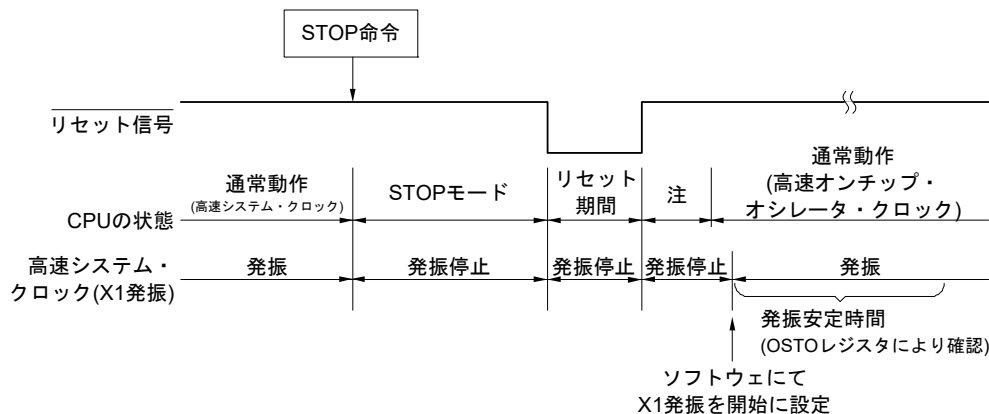 STOP命令
リセット信号
通常動作
(高速システム・クロック)
STOPモード
リセット
期間
注
通常動作
(高速オンチップ・
オシレータ・クロック)
CPUの状態
高速システム・
クロック(X1発振)
発振
発振停止
発振停止
発振停止
発振
発振安定時間
(OSTOレジスタにより確認)
ソフトウェにて
X1発振を開始に設定